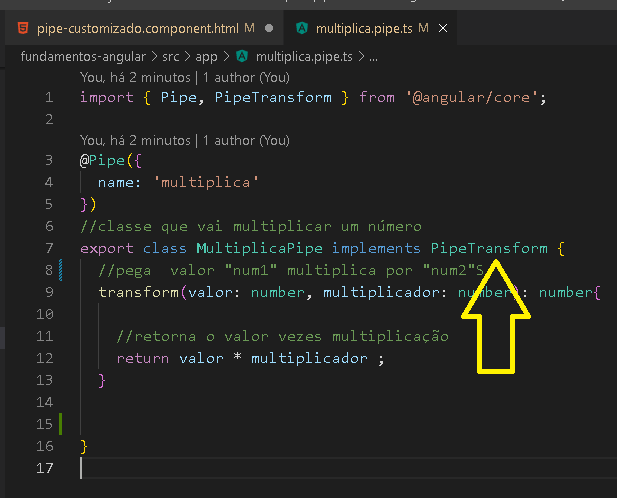 pipe-customizado.component.html M
multiplica.pipe.ts M
fundamentos-angular > src > app > multiplica.pipe.ts > ...
You, há 2 minutos | 1 author (You)
1 import { Pipe, PipeTransform } from '@angular/core';
2
You, há 2 minutos | 1 author (You)
3 @Pipe({
4 name: 'multiplica'
5 })
6 //classe que vai multiplicar um número
7 export class MultiplicaPipe implements PipeTransform {
8 //pega  valor "num1" multiplica por "num2"S
9 transform(valor: number, multiplicador: number): number{
10
11 //retorna o valor vezes multiplicação
12 return valor * multiplicador ;
13 }
14
15
16 }
17